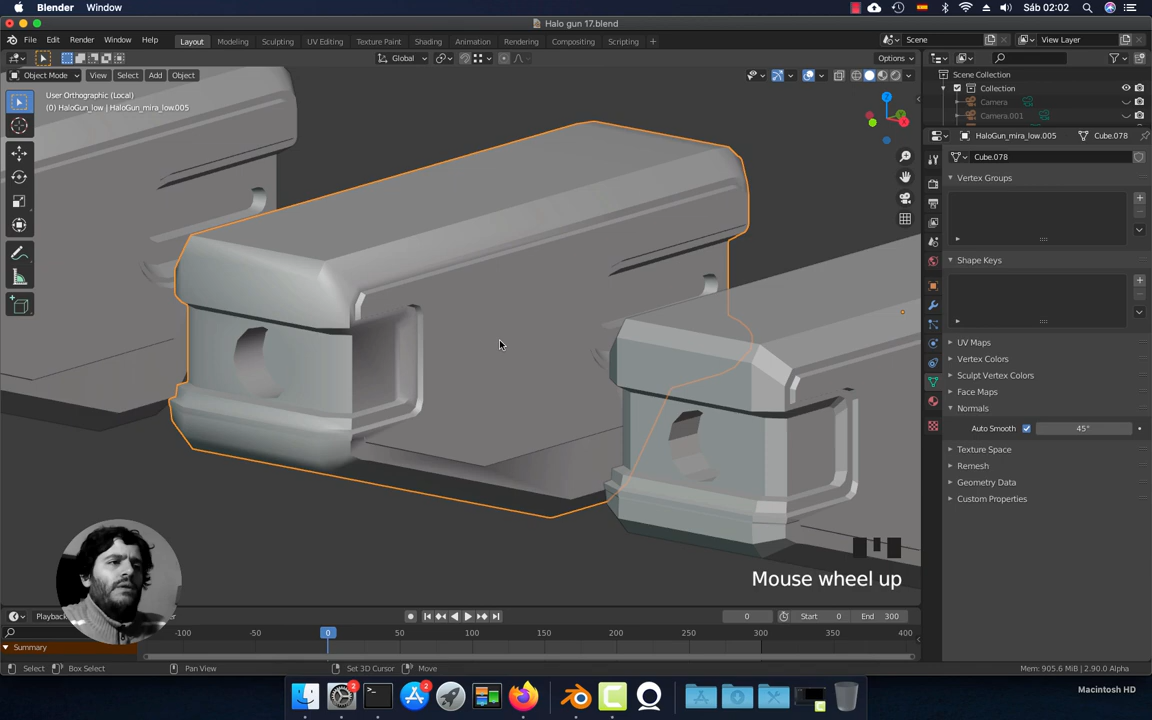 Blender Window Sáb 02:02
Halo gun 17.blend
File Edit Render Window Help Layout Modeling Sculpting UV Editing Texture Paint Shading Animation Rendering Compositing Scripting + Scene View Layer
Global Options
Object Mode View Select Add Object
User Orthographic (Local)
(0) HaloGun_low | HaloGun_mira_low.005
Scene Collection
Collection
Camera
Camera.001
HaloGun_mira_low.005 Cube.078
Cube.078
Vertex Groups
Shape Keys
UV Maps
Vertex Colors
Sculpt Vertex Colors
Face Maps
Normals
Auto Smooth 45°
Texture Space
Remesh
Geometry Data
Custom Properties
Z
Mouse wheel up
Playback 0 Start 0 End 300
-100 -50 0 50 100 150 200 250 300 350 400
Summary
Select Box Select Pan View Set 3D Cursor Move Mem: 905.6 MiB | 2.90.0 Alpha
2 2
Macintosh HD